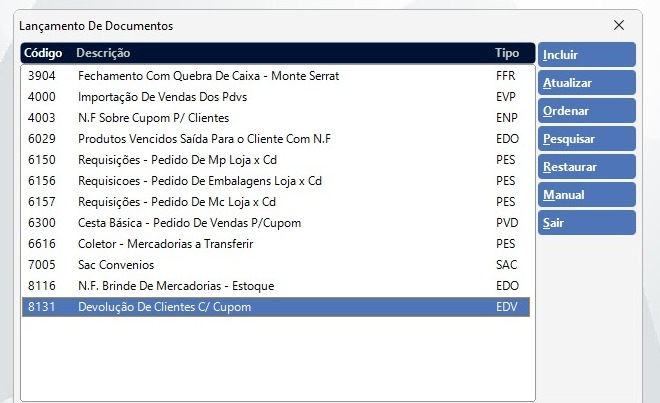 Lançamento De Documentos
Código Descrição Tipo
3904 Fechamento Com Quebra De Caixa - Monte Serrat FFR
4000 Importação De Vendas Dos Pdvs EVP
4003 N.F Sobre Cupom P/ Clientes ENP
6029 Produtos Vencidos Saída Para o Cliente Com N.F EDO
6150 Requisições - Pedido De Mp Loja x Cd PES
6156 Requisicoes - Pedido De Embalagens Loja x Cd PES
6157 Requisições - Pedido De Mc Loja x Cd PES
6300 Cesta Básica - Pedido De Vendas P/Cupom PVD
6616 Coletor - Mercadorias a Transferir PES
7005 Sac Convenios SAC
8116 N.F. Brinde De Mercadorias - Estoque EDO
8131 Devolução De Clientes C/ Cupom EDV
Incluir
Atualizar
Ordenar
Pesquisar
Restaurar
Manual
Sair